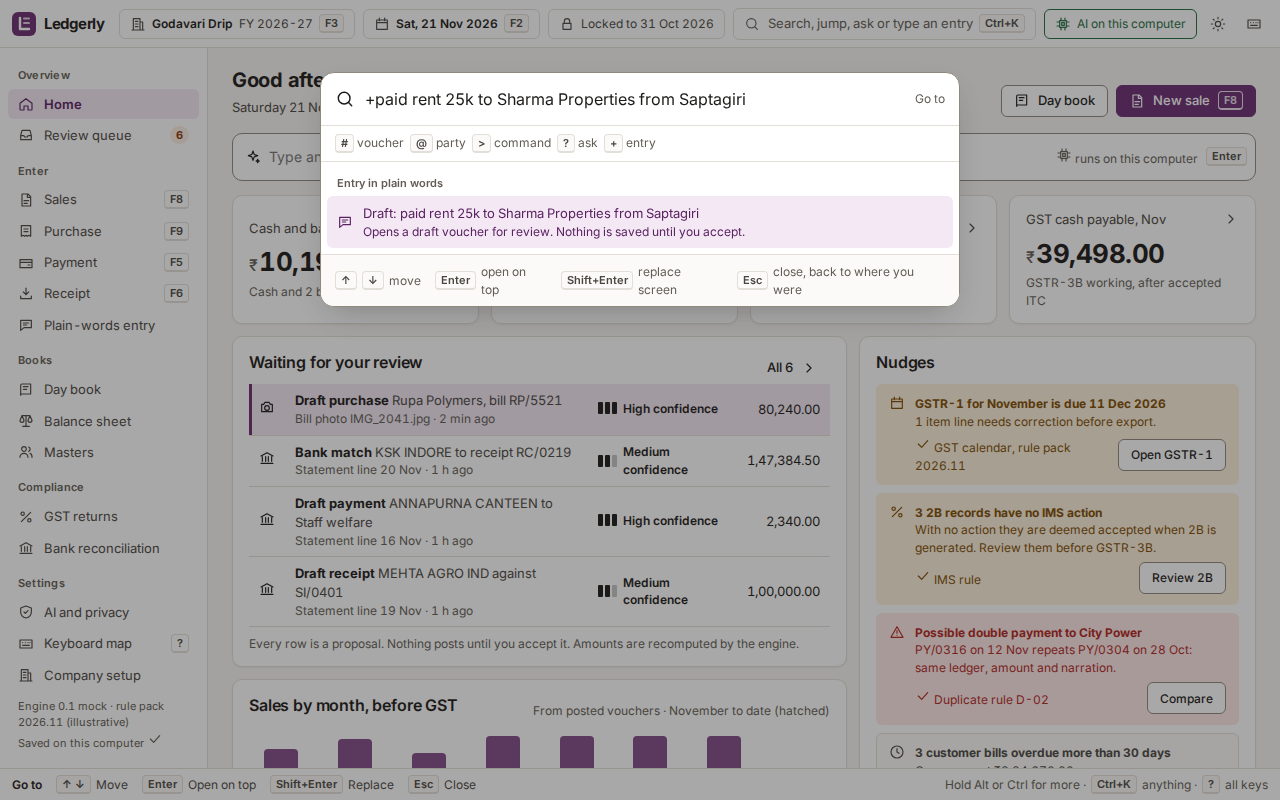 Ledgerly
Godavari Drip FY 2026-27 F3
Sat, 21 Nov 2026 F2
Locked to 31 Oct 2026
Search, jump, ask or type an entry Ctrl+K
AI on this computer
Overview
Home
Review queue 6
Enter
Sales F8
Purchase F9
Payment F5
Receipt F6
Plain-words entry
Books
Day book
Balance sheet
Masters
Compliance
GST returns
Bank reconciliation
Settings
AI and privacy
Keyboard map ?
Company setup
Engine 0.1 mock · rule pack
2026.11 (illustrative)
Saved on this computer
Good afte
Saturday 21 N
Day book
New sale F8
+paid rent 25k to Sharma Properties from Saptagiri Go to
# voucher @ party > command ? ask + entry
Entry in plain words
Draft: paid rent 25k to Sharma Properties from Saptagiri
Opens a draft voucher for review. Nothing is saved until you accept.
↑ ↓ move Enter open on top Shift+Enter replace screen Esc close, back to where you were
Type an
runs on this computer Enter
Cash and ba
₹10,19
Cash and 2 b
GST cash payable, Nov
₹39,498.00
GSTR-3B working, after accepted
ITC
Waiting for your review All 6
Draft purchase Rupa Polymers, bill RP/5521
Bill photo IMG_2041.jpg · 2 min ago
High confidence 80,240.00
Bank match KSK INDORE to receipt RC/0219
Statement line 20 Nov · 1 h ago
Medium
confidence
1,47,384.50
Draft payment ANNAPURNA CANTEEN to
Staff welfare
Statement line 16 Nov · 1 h ago
High confidence 2,340.00
Draft receipt MEHTA AGRO IND against
SI/0401
Statement line 19 Nov · 1 h ago
Medium
confidence
1,00,000.00
Every row is a proposal. Nothing posts until you accept it. Amounts are recomputed by the engine.
Sales by month, before GST
From posted vouchers · November to date (hatched)
Nudges
GSTR-1 for November is due 11 Dec 2026
1 item line needs correction before export.
GST calendar, rule pack
2026.11
Open GSTR-1
3 2B records have no IMS action
With no action they are deemed accepted when 2B is
generated. Review them before GSTR-3B.
IMS rule
Review 2B
Possible double payment to City Power
PY/0316 on 12 Nov repeats PY/0304 on 28 Oct:
same ledger, amount and narration.
Duplicate rule D-02
Compare
3 customer bills overdue more than 30 days
Go to ↑ ↓ Move Enter Open on top Shift+Enter Replace Esc Close
Hold Alt or Ctrl for more · Ctrl+K anything · ? all keys